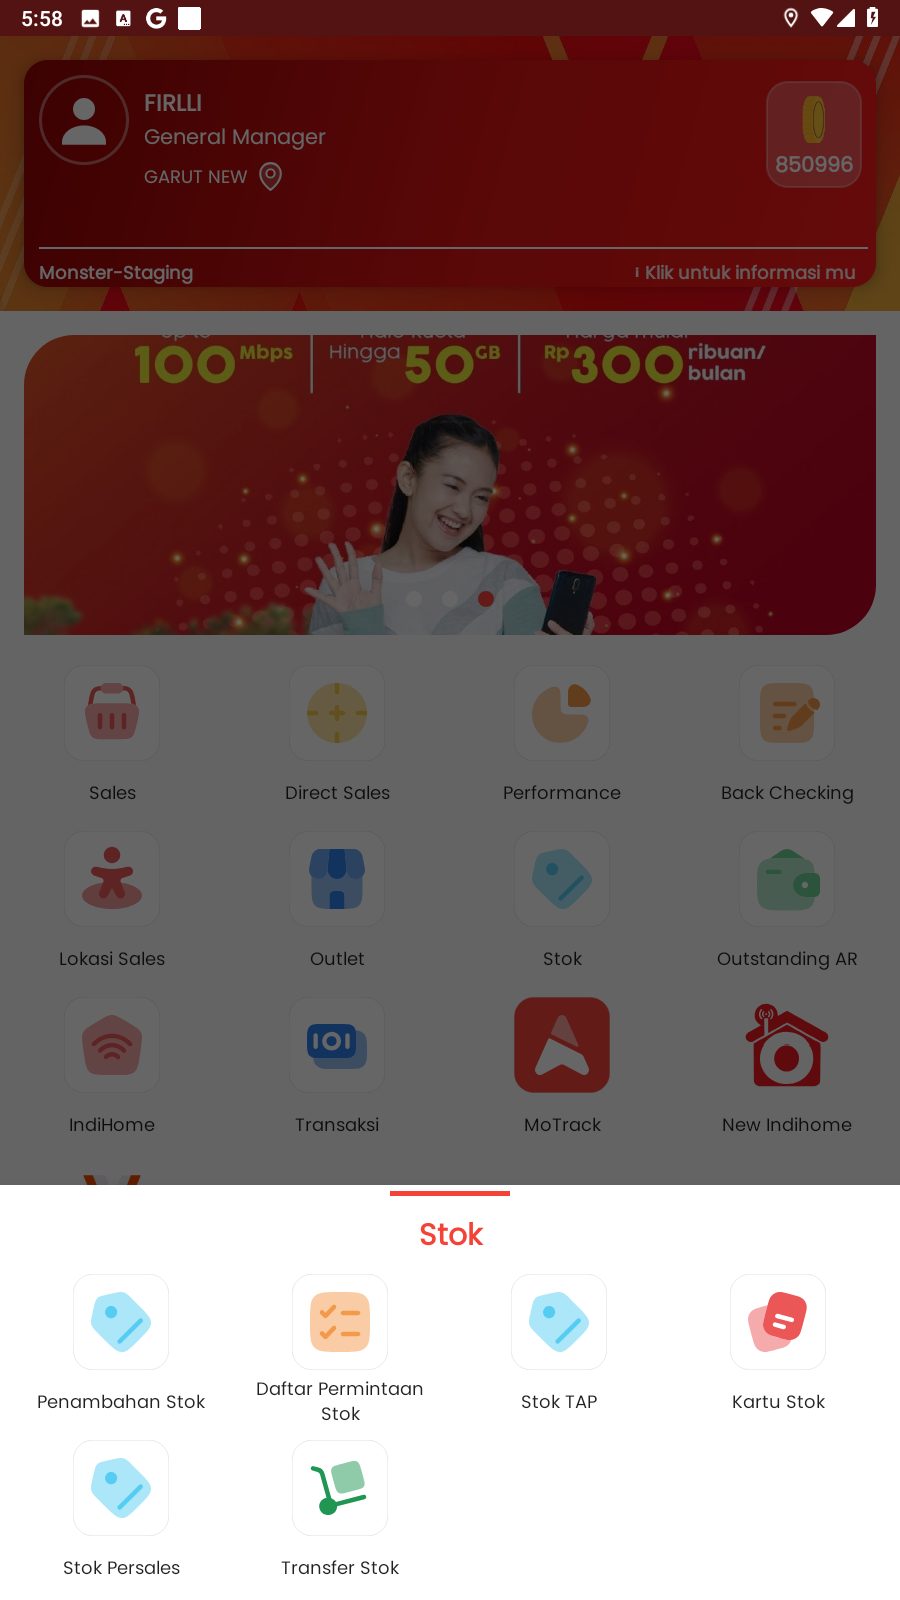 5:58
FIRLLI
General Manager
GARUT NEW
850996
Monster-Staging
Klik untuk informasi mu
100 Mbps
Hingga 50 GB
Rp 300 ribuan/
bulan
Sales
Direct Sales
Performance
Back Checking
Lokasi Sales
Outlet
Stok
Outstanding AR
IndiHome
Transaksi
MoTrack
New Indihome
Stok
Penambahan Stok
Daftar Permintaan
Stok
Stok TAP
Kartu Stok
Stok Persales
Transfer Stok